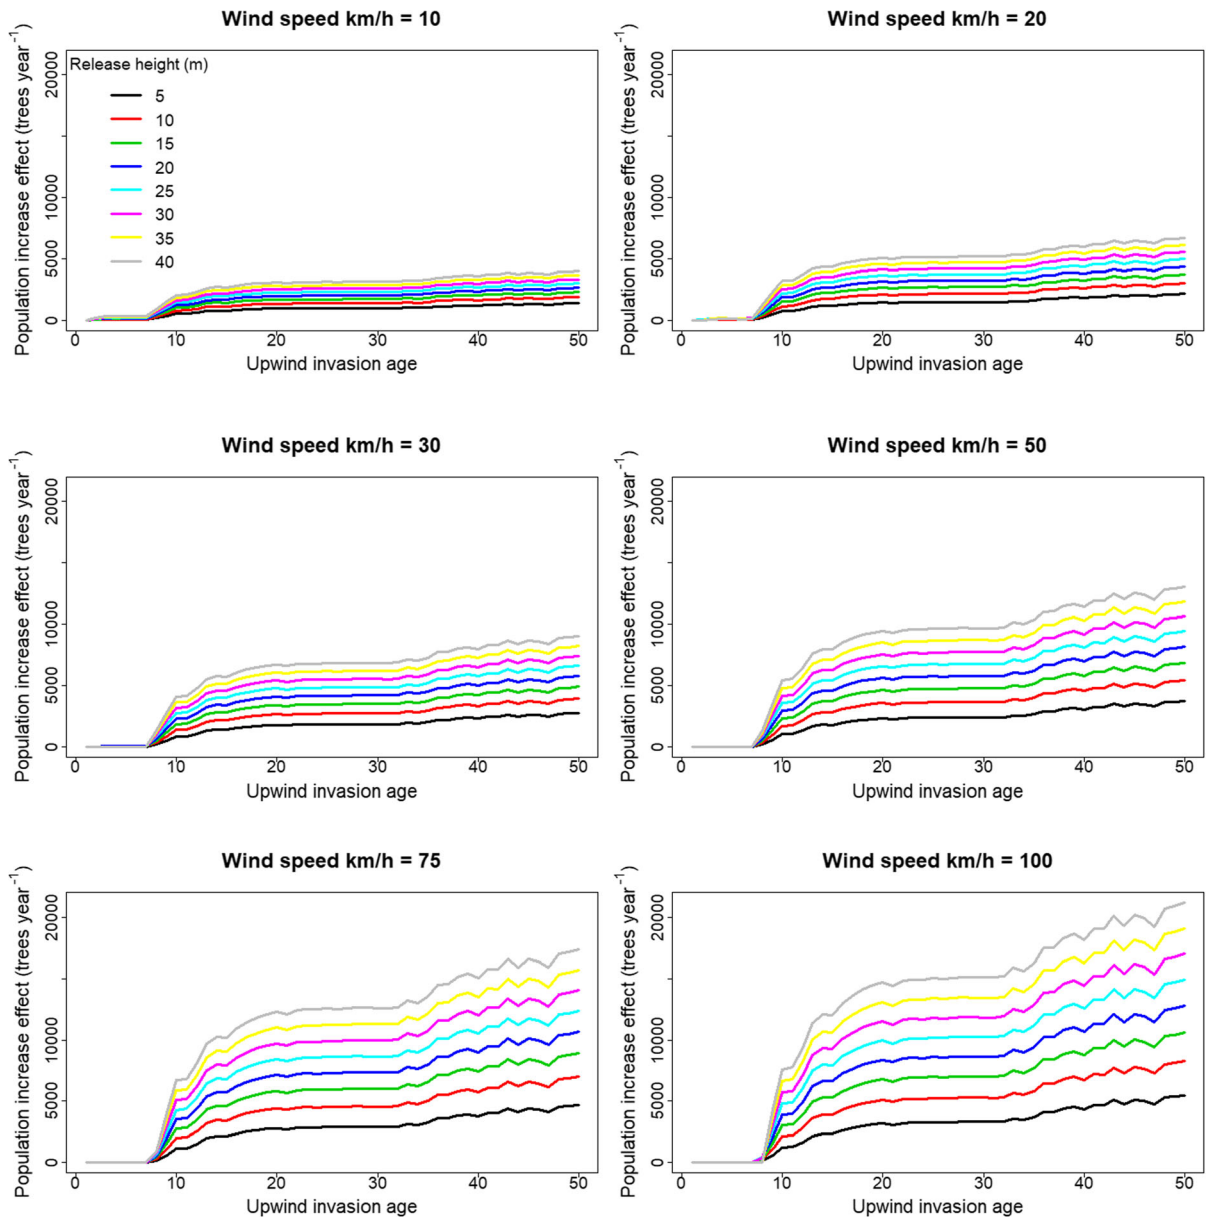 Wind speed km/h = 10
Population increase effect (trees year-1)
20000
10000
5000
0
Release height (m)
5
10
15
20
25
30
35
40
0 10 20 30 40 50
Upwind invasion age
Wind speed km/h = 20
Population increase effect (trees year-1)
20000
10000
5000
0
0 10 20 30 40 50
Upwind invasion age
Wind speed km/h = 30
Population increase effect (trees year-1)
20000
10000
5000
0
0 10 20 30 40 50
Upwind invasion age
Wind speed km/h = 50
Population increase effect (trees year-1)
20000
10000
5000
0
0 10 20 30 40 50
Upwind invasion age
Wind speed km/h = 75
Population increase effect (trees year-1)
20000
10000
5000
0
0 10 20 30 40 50
Upwind invasion age
Wind speed km/h = 100
Population increase effect (trees year-1)
20000
10000
5000
0
0 10 20 30 40 50
Upwind invasion age